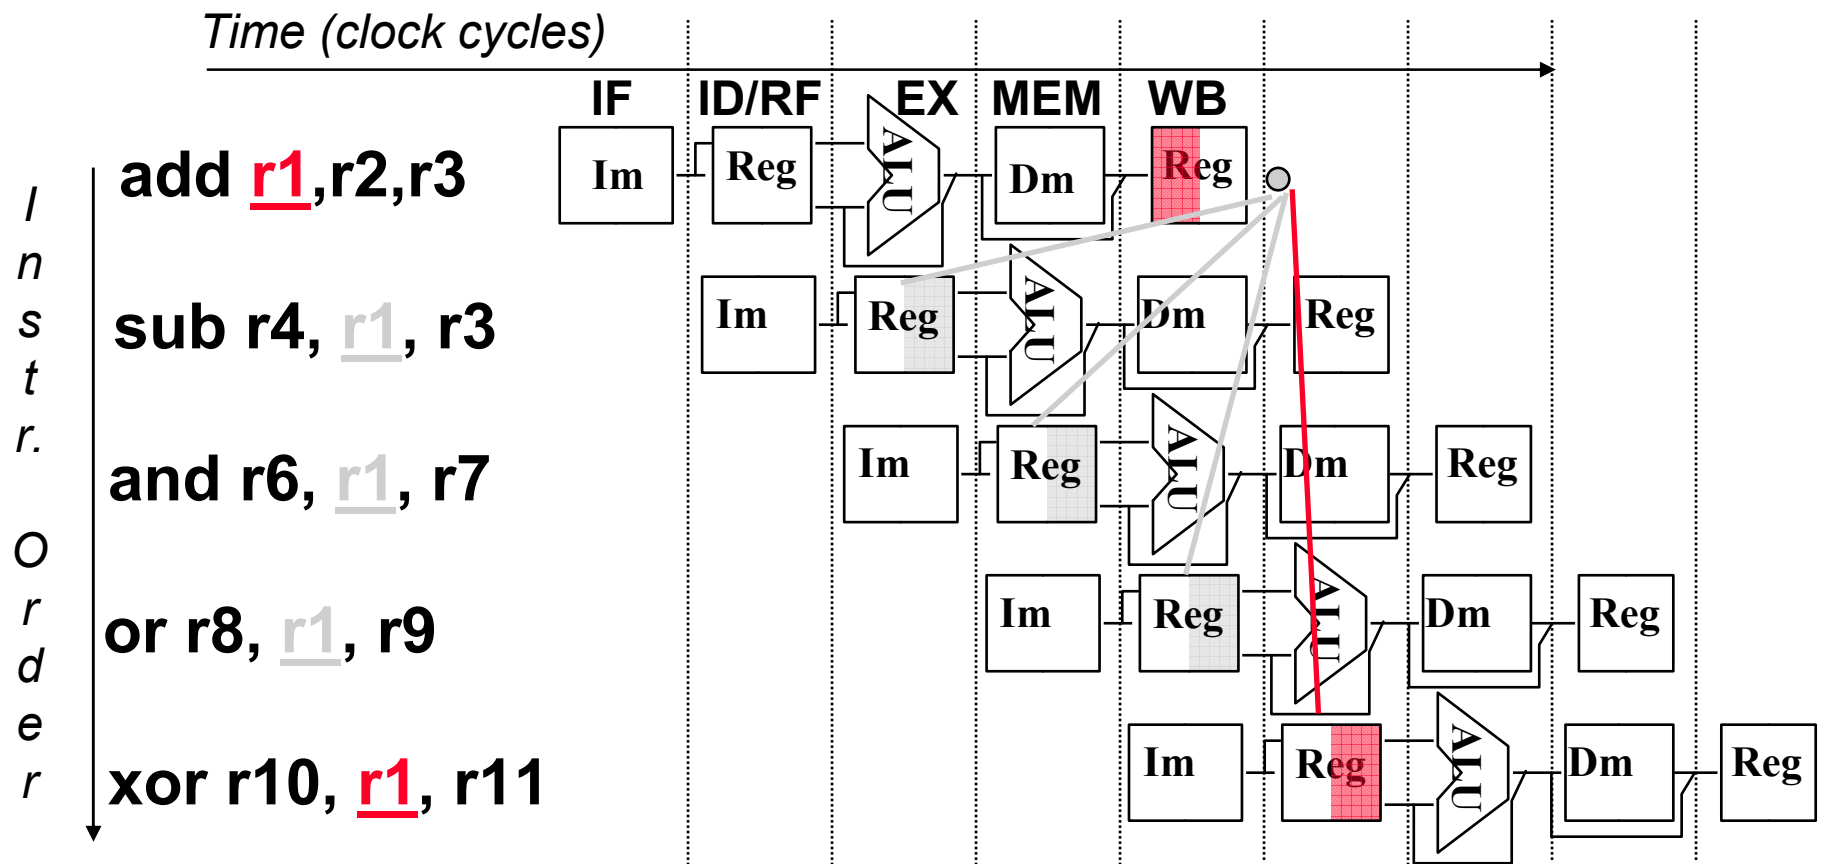 Time (clock cycles)
IF ID/RF EX MEM WB
Instr. Order
add r1,r2,r3
Im Reg ALU Dm Reg
sub r4, r1, r3
Im Reg ALU Dm Reg
and r6, r1, r7
Im Reg ALU Dm Reg
or r8, r1, r9
Im Reg ALU Dm Reg
xor r10, r1, r11
Im Reg ALU Dm Reg